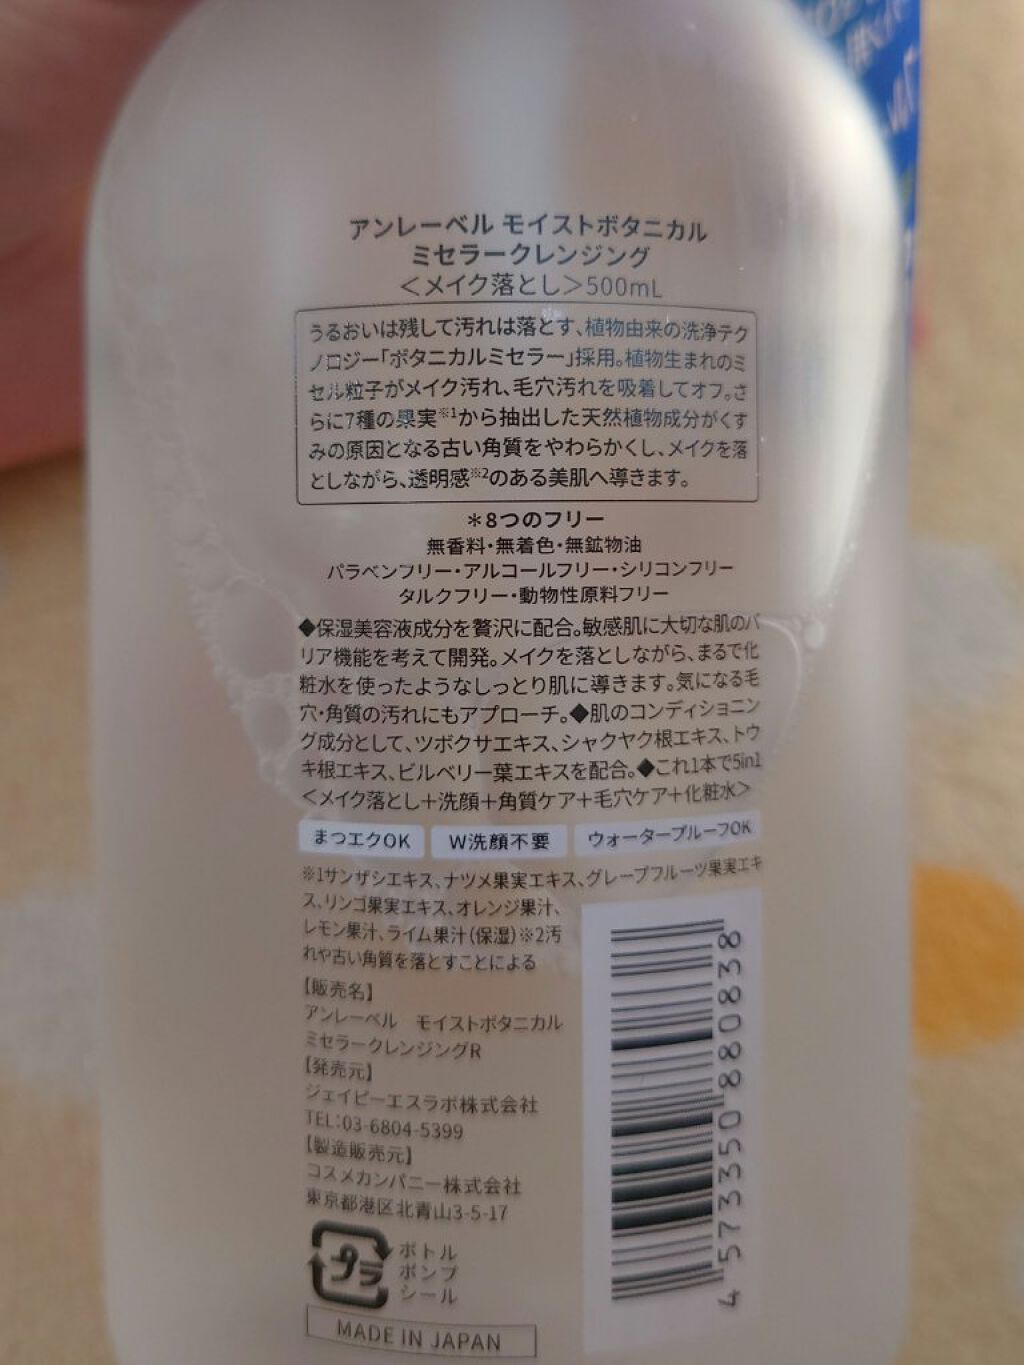 アンレーベル モイストボタニカル
ミセラークレンジング
＜メイク落とし＞500mL
うるおいは残して汚れは落とす、植物由来の洗浄テク
ノロジー「ボタニカルミセラー」採用。植物生まれのミ
セル粒子がメイク汚れ、毛穴汚れを吸着してオフ。さ
らに7種の果実※1から抽出した天然植物成分がくす
みの原因となる古い角質をやわらかくし、メイクを落
としながら、透明感※2のある美肌へ導きます。
＊8つのフリー
無香料・無着色・無鉱物油
パラベンフリー・アルコールフリー・シリコンフリー
タルクフリー・動物性原料フリー
◆保湿美容液成分を贅沢に配合。敏感肌に大切な肌のバ
リア機能を考えて開発。メイクを落としながら、まるで化
粧水を使ったようなしっとり肌に導きます。気になる毛
穴・角質の汚れにもアプローチ。◆肌のコンディショニン
グ成分として、ツボクサエキス、シャクヤク根エキス、トウ
キ根エキス、ビルベリー葉エキスを配合。◆これ1本で5in1
＜メイク落とし＋洗顔＋角質ケア＋毛穴ケア＋化粧水＞
まつエクOK W洗顔不要 ウォータープルーフOK
※1サンザシエキス、ナツメ果実エキス、グレープフルーツ果実エキ
ス、リンゴ果実エキス、オレンジ果汁、
レモン果汁、ライム果汁（保湿）※2汚
れや古い角質を落とすことによる
【販売名】
アンレーベル　モイストボタニカル
ミセラークレンジングR
【発売元】
ジェイピーエスラボ株式会社
TEL：03-6804-5399
【製造販売元】
コスメカンパニー株式会社
東京都港区北青山3-5-17
プラ
ボトル
ポンプ
シール
MADE IN JAPAN
4573350880838